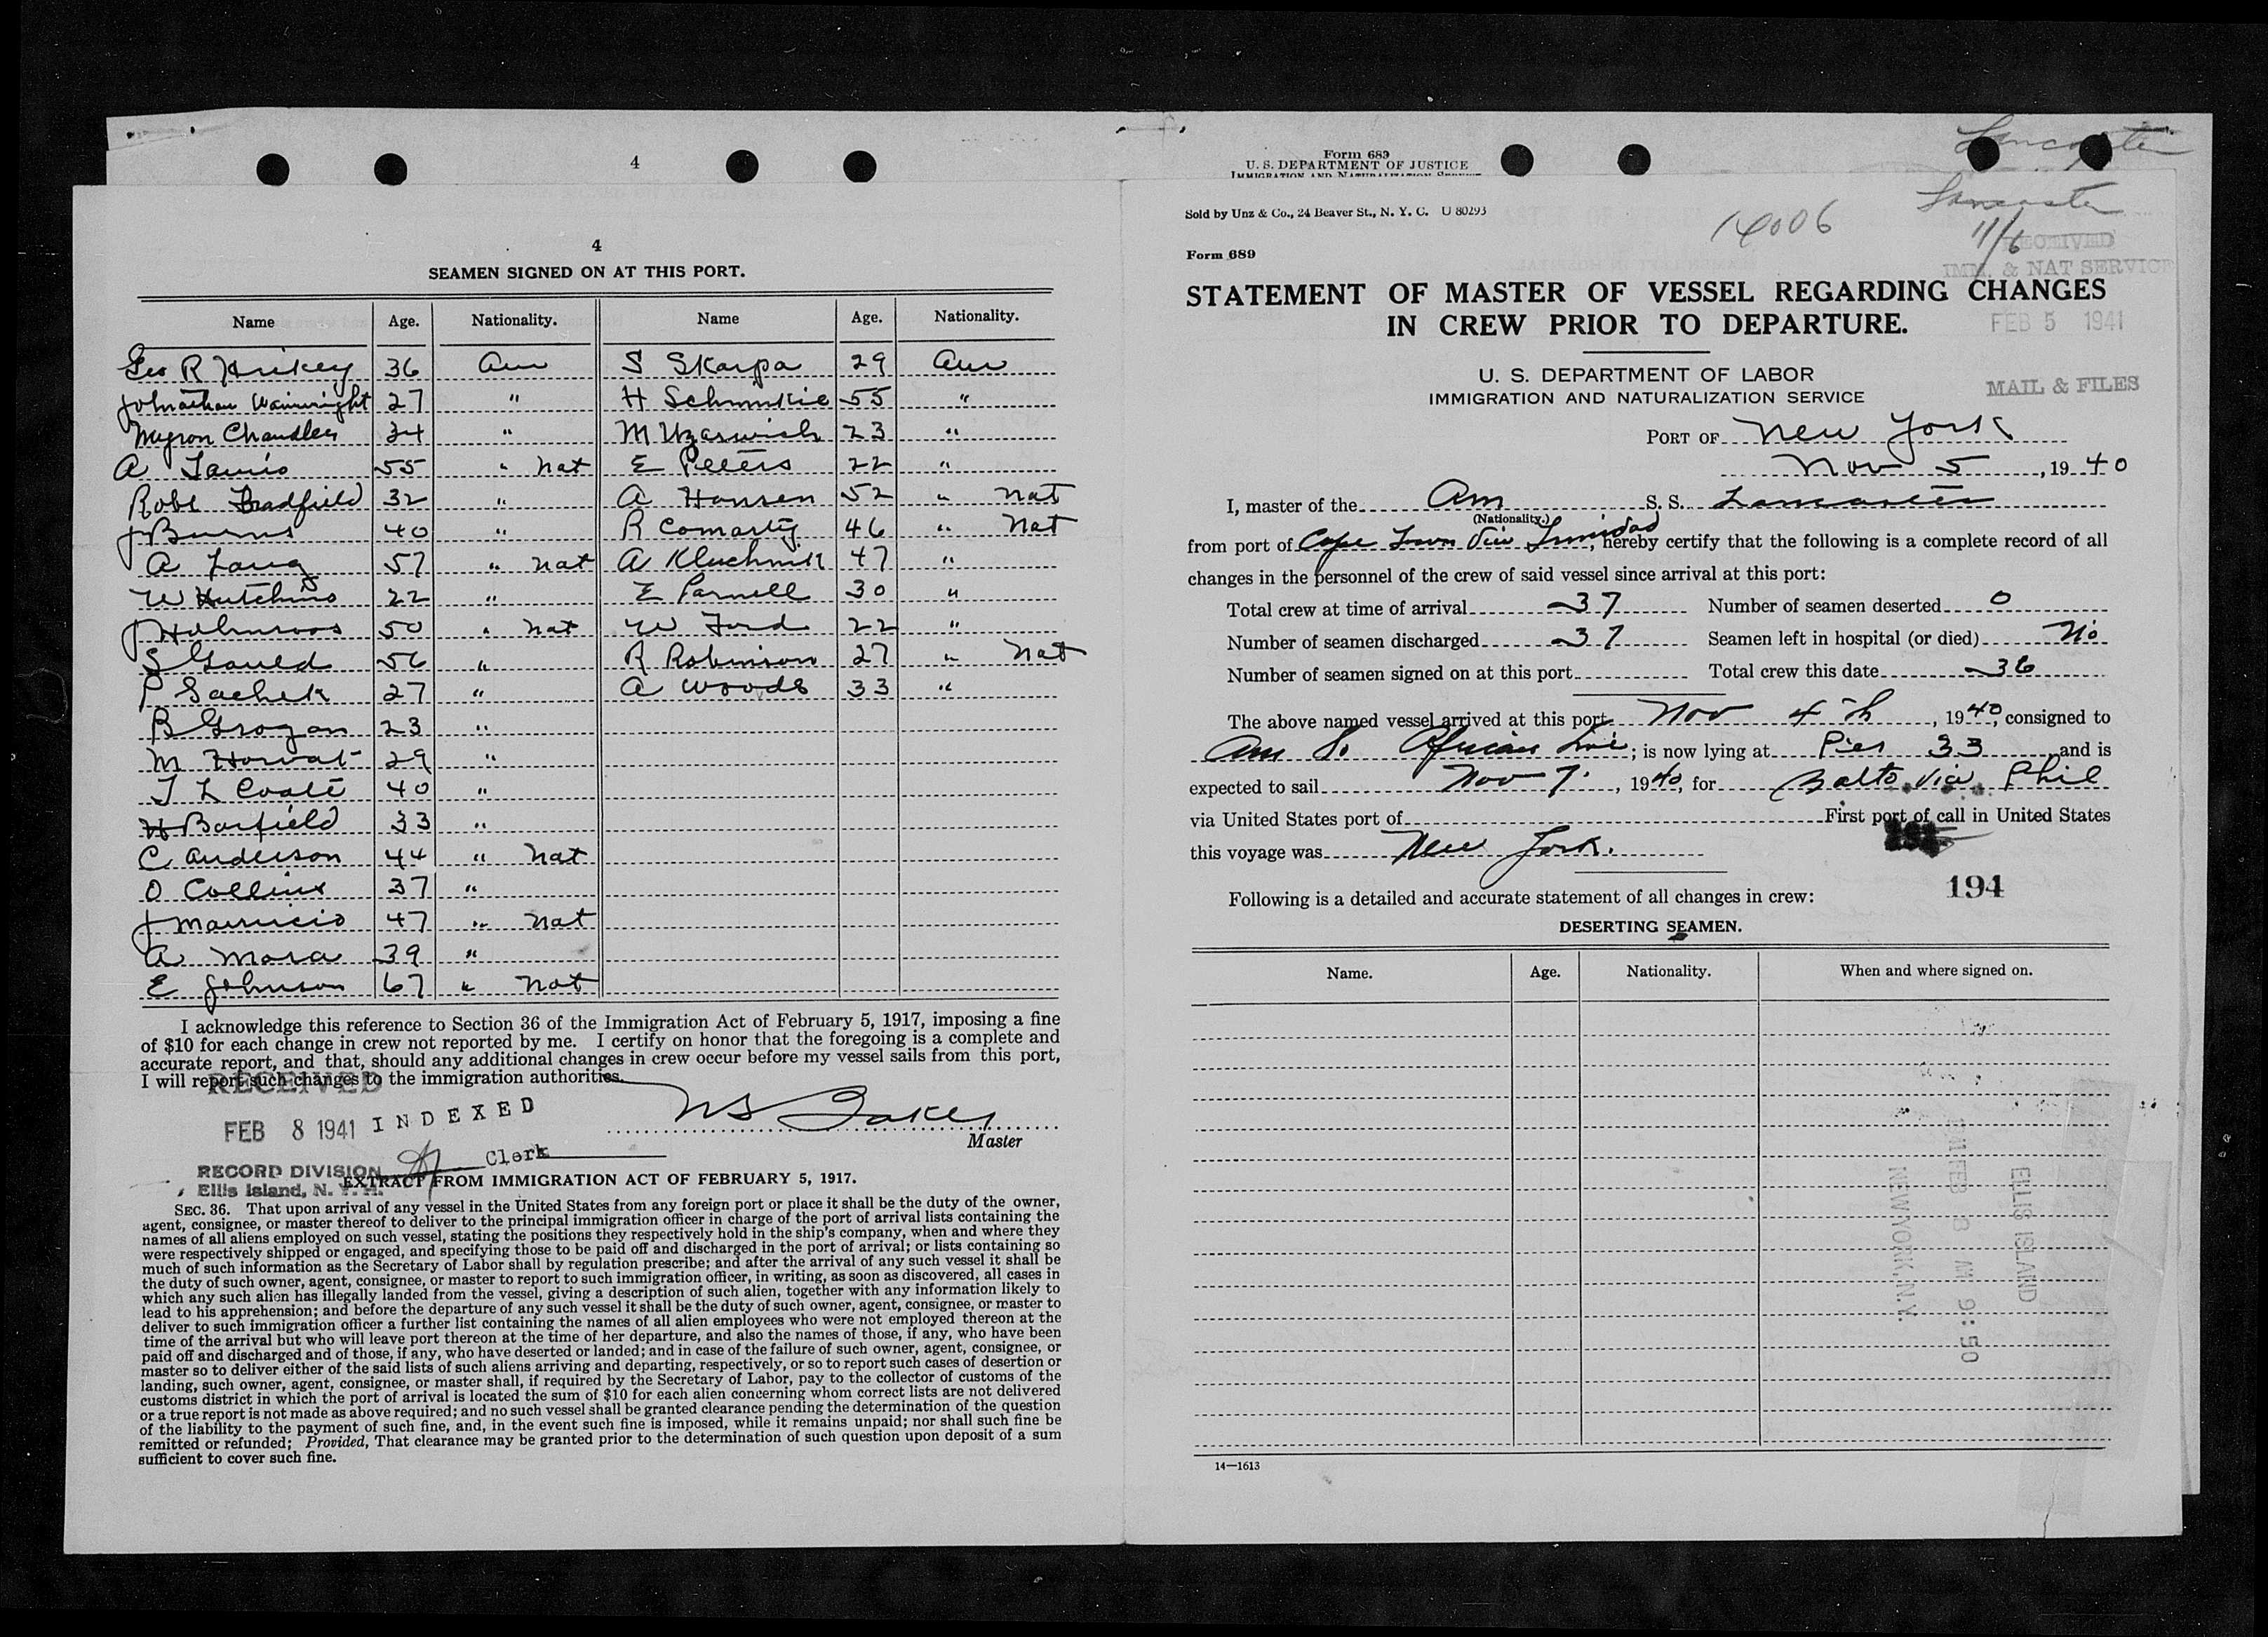 4
4
SEAMEN SIGNED ON AT THIS PORT.
Name Age. Nationality. Name Age. Nationality.
Geo R Hickey 36 Am S Skarpa 29 Am
Johnathan Wainwright 27 " H Schmukie 55 "
Myron Chandler 34 " M 23 "
A 55 " Nat E Peters 22 "
Robt Bradfield 32 " A Hansen 52 " Nat
J Burns 40 " R Comarty 46 " Nat
A Lang 57 " Nat A Kluchnik 47 "
W Hutchins 22 " E Parnell 30 "
J Holmroos 50 " Nat W Ford 22 "
S Gauld 56 " R Robinson 27 " Nat
P Sachek 27 " A Woods 33 "
B Grogan 23 "
M Horvat 29 "
T L Coate 40 "
H Barfield 33 "
C Anderson 44 " Nat
O Collins 37 "
J Mauricio 47 " Nat
A Mora 39 "
E Johnson 67 " Nat
I acknowledge this reference to Section 36 of the Immigration Act of February 5, 1917, imposing a fine
of $10 for each change in crew not reported by me. I certify on honor that the foregoing is a complete and
accurate report, and that, should any additional changes in crew occur before my vessel sails from this port,
I will report such changes to the immigration authorities.
RECEIVED
FEB 8 1941 INDEXED
Master
Clerk
RECORD DIVISION
Ellis Island, N. Y. H.
EXTRACT FROM IMMIGRATION ACT OF FEBRUARY 5, 1917.
SEC. 36. That upon arrival of any vessel in the United States from any foreign port or place it shall be the duty of the owner,
agent, consignee, or master thereof to deliver to the principal immigration officer in charge of the port of arrival lists containing the
names of all aliens employed on such vessel, stating the positions they respectively hold in the ship's company, when and where they
were respectively shipped or engaged, and specifying those to be paid off and discharged in the port of arrival; or lists containing so
much of such information as the Secretary of Labor shall by regulation prescribe; and after the arrival of any such vessel it shall be
the duty of such owner, agent, consignee, or master to report to such immigration officer, in writing, as soon as discovered, all cases in
which any such alien has illegally landed from the vessel, giving a description of such alien, together with any information likely to
lead to his apprehension; and before the departure of any such vessel it shall be the duty of such owner, agent, consignee, or master to
deliver to such immigration officer a further list containing the names of all alien employees who were not employed thereon at the
time of the arrival but who will leave port thereon at the time of her departure, and also the names of those, if any, who have been
paid off and discharged and of those, if any, who have deserted or landed; and in case of the failure of such owner, agent, consignee, or
master so to deliver either of the said lists of such aliens arriving and departing, respectively, or so to report such cases of desertion or
landing, such owner, agent, consignee, or master shall, if required by the Secretary of Labor, pay to the collector of customs of the
customs district in which the port of arrival is located the sum of $10 for each alien concerning whom correct lists are not delivered
or a true report is not made as above required; and no such vessel shall be granted clearance pending the determination of the question
of the liability to the payment of such fine, and, in the event such fine is imposed, while it remains unpaid; nor shall such fine be
remitted or refunded; Provided, That clearance may be granted prior to the determination of such question upon deposit of a sum
sufficient to cover such fine.
Lancaster
Form 689
U. S. DEPARTMENT OF JUSTICE
IMMIGRATION AND NATURALIZATION SERVICE
Sold by Unz & Co., 24 Beaver St., N. Y. C. U 80293
14006
Lancaster
11/6
RECEIVED
IMM. & NAT SERVICE
Form 689
STATEMENT OF MASTER OF VESSEL REGARDING CHANGES
IN CREW PRIOR TO DEPARTURE.
FEB 5 1941
U. S. DEPARTMENT OF LABOR
IMMIGRATION AND NATURALIZATION SERVICE
MAIL & FILES
PORT OF New York
Nov 5, 1940
I, master of the Am S. S. Lancaster
(Nationality.)
from port of Cape Town Via Trinidad, hereby certify that the following is a complete record of all
changes in the personnel of the crew of said vessel since arrival at this port:
Total crew at time of arrival 37 Number of seamen deserted 0
Number of seamen discharged 37 Seamen left in hospital (or died) No
Number of seamen signed on at this port Total crew this date 36
The above named vessel arrived at this port Nov 4th, 1940, consigned to
Am So African Line; is now lying at Pier 33 and is
expected to sail Nov 7, 1940, for Balto via Phil
via United States port of First port of call in United States
this voyage was New York.
194
Following is a detailed and accurate statement of all changes in crew:
DESERTING SEAMEN.
Name. Age. Nationality. When and where signed on.
ELLIS ISLAND
FEB 8 AM 9:50
NEW YORK, N.Y.
14—1613